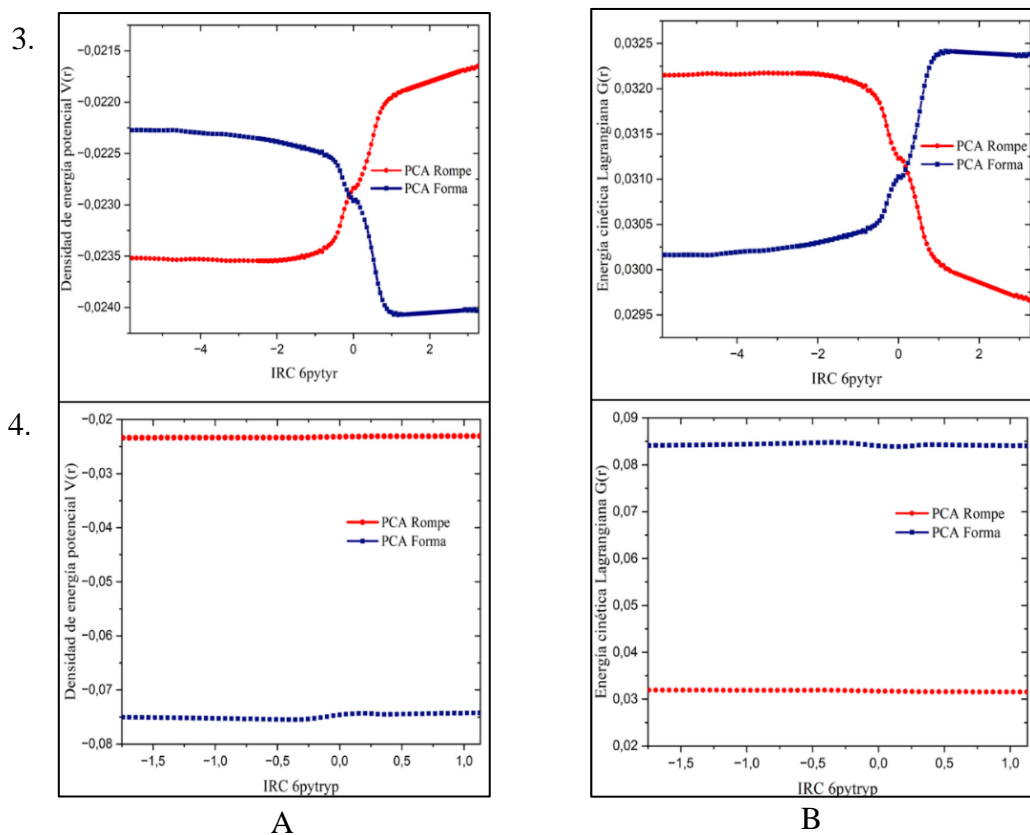 3.
−0,0215
−0,0220
−0,0225
−0,0230
−0,0235
−0,0240
Densidad de energía potencial V(r)
PCA Rompe
PCA Forma
−4
−2
0
2
IRC 6pytyr
0,0325
0,0320
0,0315
0,0310
0,0305
0,0300
0,0295
Energía cinética Lagrangiana G(r)
PCA Rompe
PCA Forma
−4
−2
0
2
IRC 6pytyr
4.
−0,02
−0,03
−0,04
−0,05
−0,06
−0,07
−0,08
Densidad de energía potencial V(r)
PCA Rompe
PCA Forma
−1,5
−1,0
−0,5
0,0
0,5
1,0
IRC 6pytryp
0,09
0,08
0,07
0,06
0,05
0,04
0,03
0,02
Energía cinética Lagrangiana G(r)
PCA Rompe
PCA Forma
−1,5
−1,0
−0,5
0,0
0,5
1,0
IRC 6pytryp
A
B